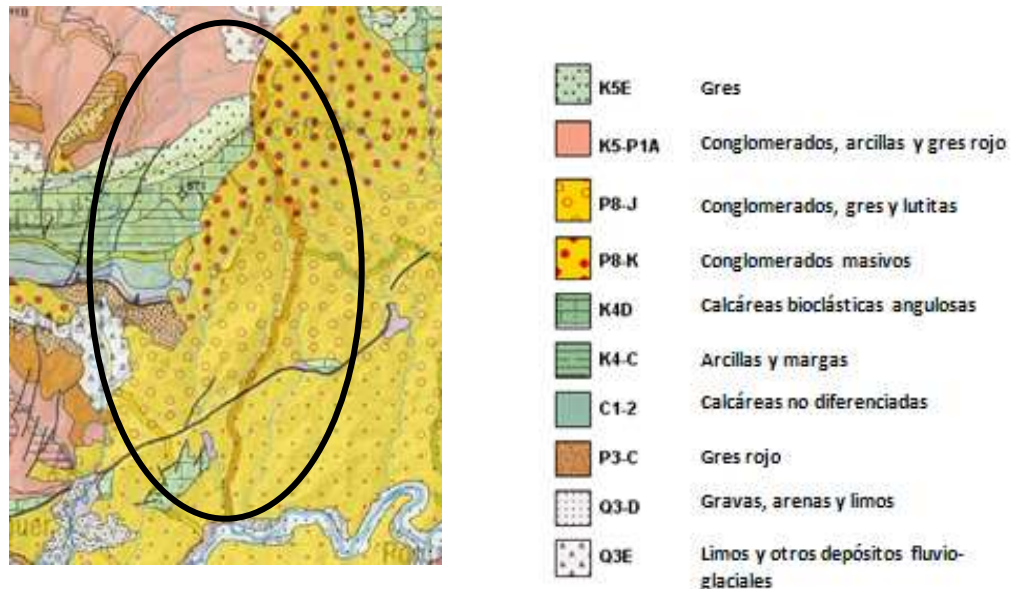 K5E Gres
K5-P1A Conglomerados, arcillas y gres rojo
P8-J Conglomerados, gres y lutitas
P8-K Conglomerados masivos
K4D Calcáreas bioclásticas angulosas
K4-C Arcillas y margas
C1-2 Calcáreas no diferenciadas
P3-C Gres rojo
Q3-D Gravas, arenas y limos
Q3E Limos y otros depósitos fluvio-
glaciales